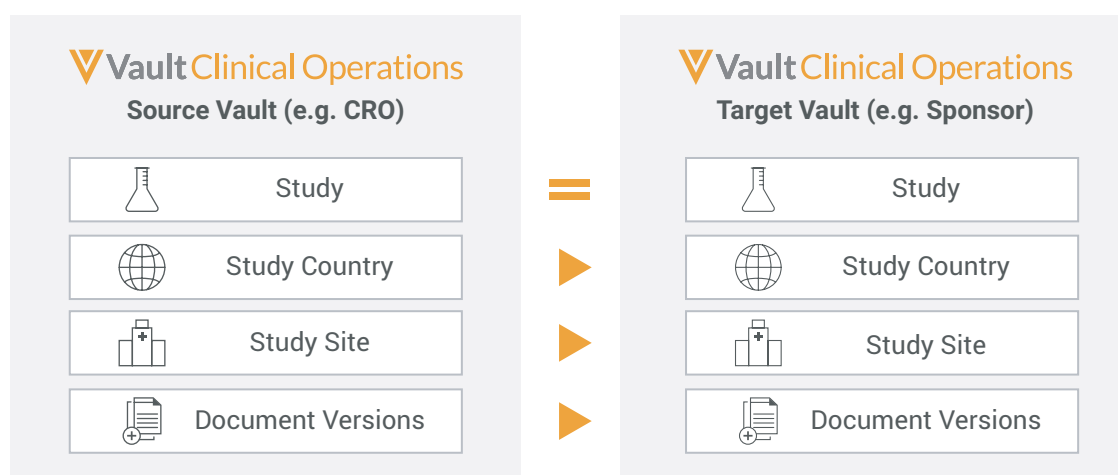 Vault Clinical Operations
Source Vault (e.g. CRO)
Study
Study Country
Study Site
Document Versions
Vault Clinical Operations
Target Vault (e.g. Sponsor)
Study
Study Country
Study Site
Document Versions